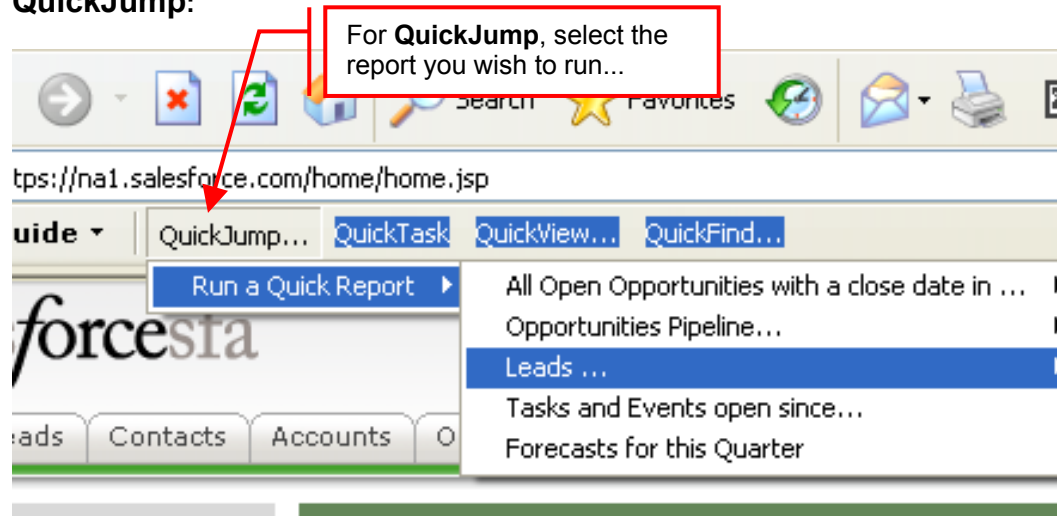 QuickJump:
For QuickJump, select the
report you wish to run...
Search Favorites
tps://na1.salesforce.com/home/home.jsp
uide QuickJump... QuickTask QuickView... QuickFind...
Run a Quick Report
All Open Opportunities with a close date in ...
Opportunities Pipeline...
Leads ...
Tasks and Events open since...
Forecasts for this Quarter
forcesfa
eads Contacts Accounts O